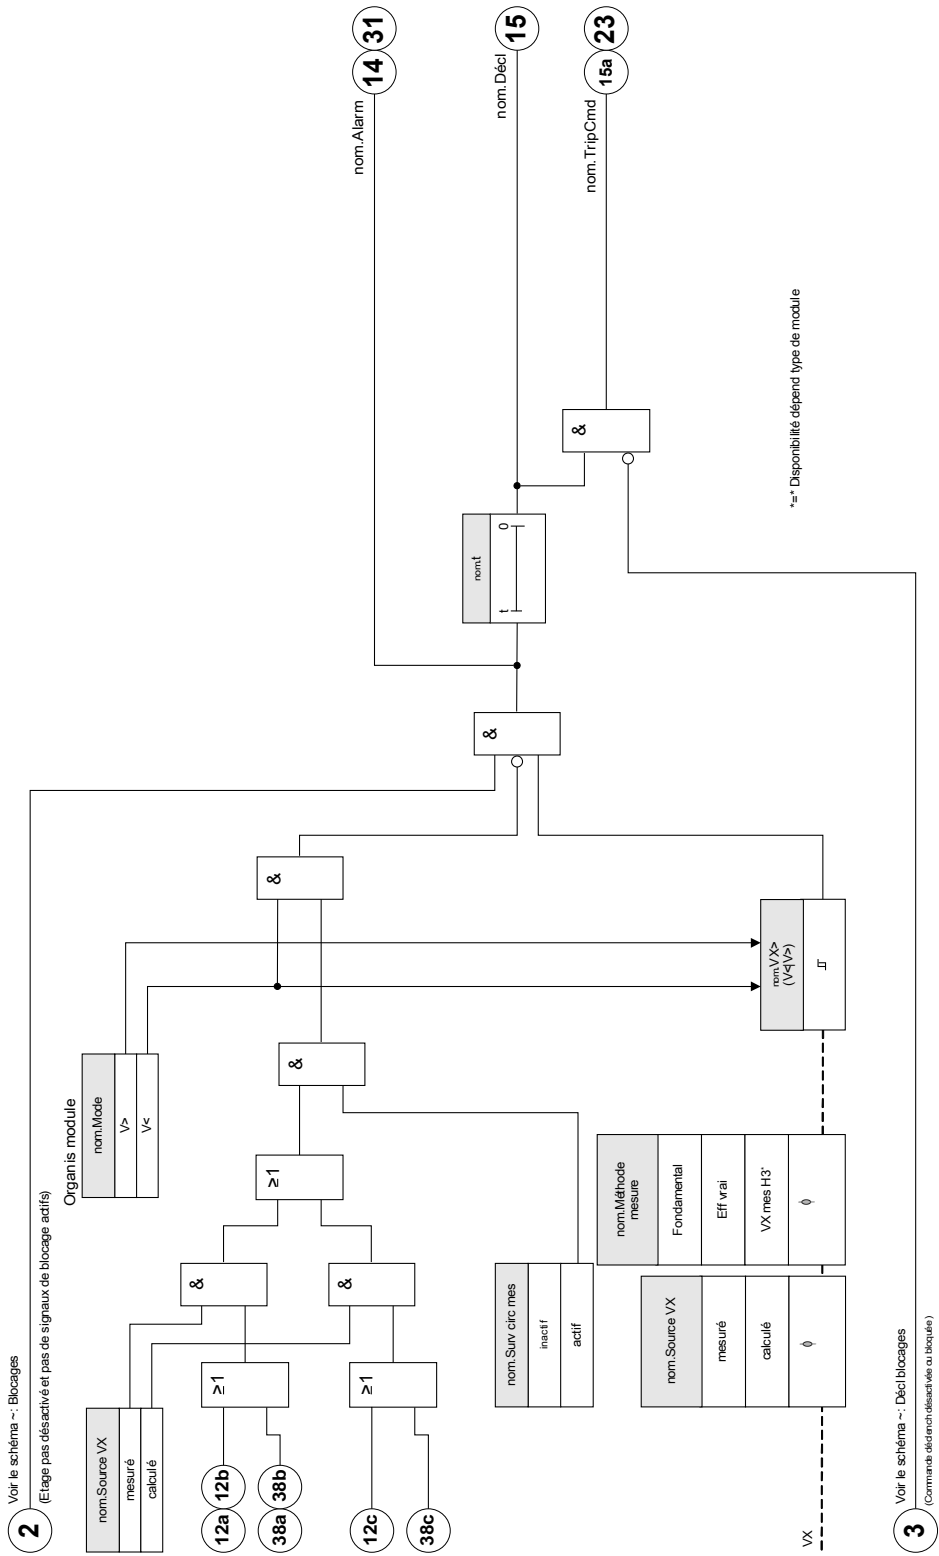 2
Voir le schéma ~: Blocages
(Etage pas désactivé et pas de signaux de blocage actifs)
nom.Source VX
mesuré
calculé
12a
12b
38a
38b
12c
38c
≥1
≥1
&
&
≥1
Organis module
nom.Mode
V>
V<
nom.Surv circ mes
inactif
actif
&
&
nom.Source VX
mesuré
calculé
ϕ
nom.Méthode
mesure
Fondamental
Eff vrai
VX mes H3'
ϕ
VX
nom.VX>
(V<|V>)
&
nom.t
t
0
&
nom.Alarm
14
31
nom.Décl
15
nom.TripCmd
15a
23
*=* Disponibilité dépend type de module
3
Voir le schéma ~: Décl blocages
(Commande déclench désactivée ou bloquée)